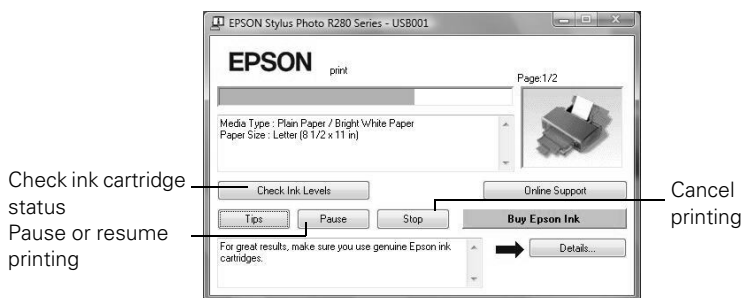 EPSON Stylus Photo R280 Series - USB001
EPSON
print
Page:1/2
Media Type : Plain Paper / Bright White Paper
Paper Size : Letter (8 1/2 x 11 in)
Check ink cartridge
status
Check Ink Levels
Online Support
Cancel
printing
Tips
Pause
Stop
Buy Epson Ink
Pause or resume
printing
For great results, make sure you use genuine Epson ink
cartridges.
Details...